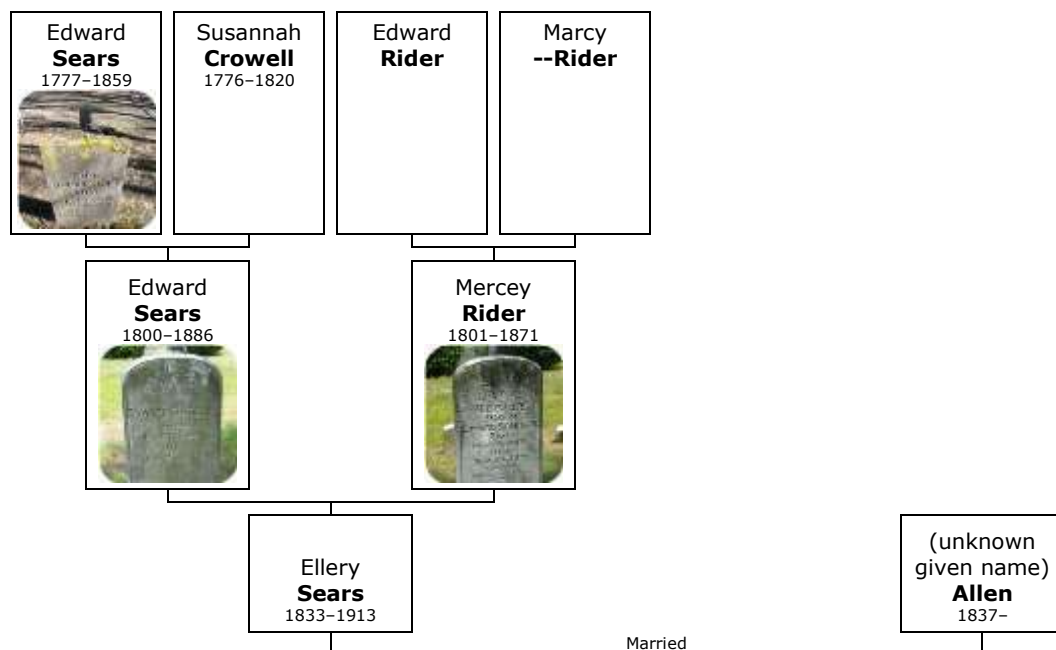 Edward
Sears
1777–1859
Susannah
Crowell
1776–1820
Edward
Rider
Marcy
--Rider
Edward
Sears
1800–1886
Mercey
Rider
1801–1871
Ellery
Sears
1833–1913
(unknown
given name)
Allen
1837–
Married